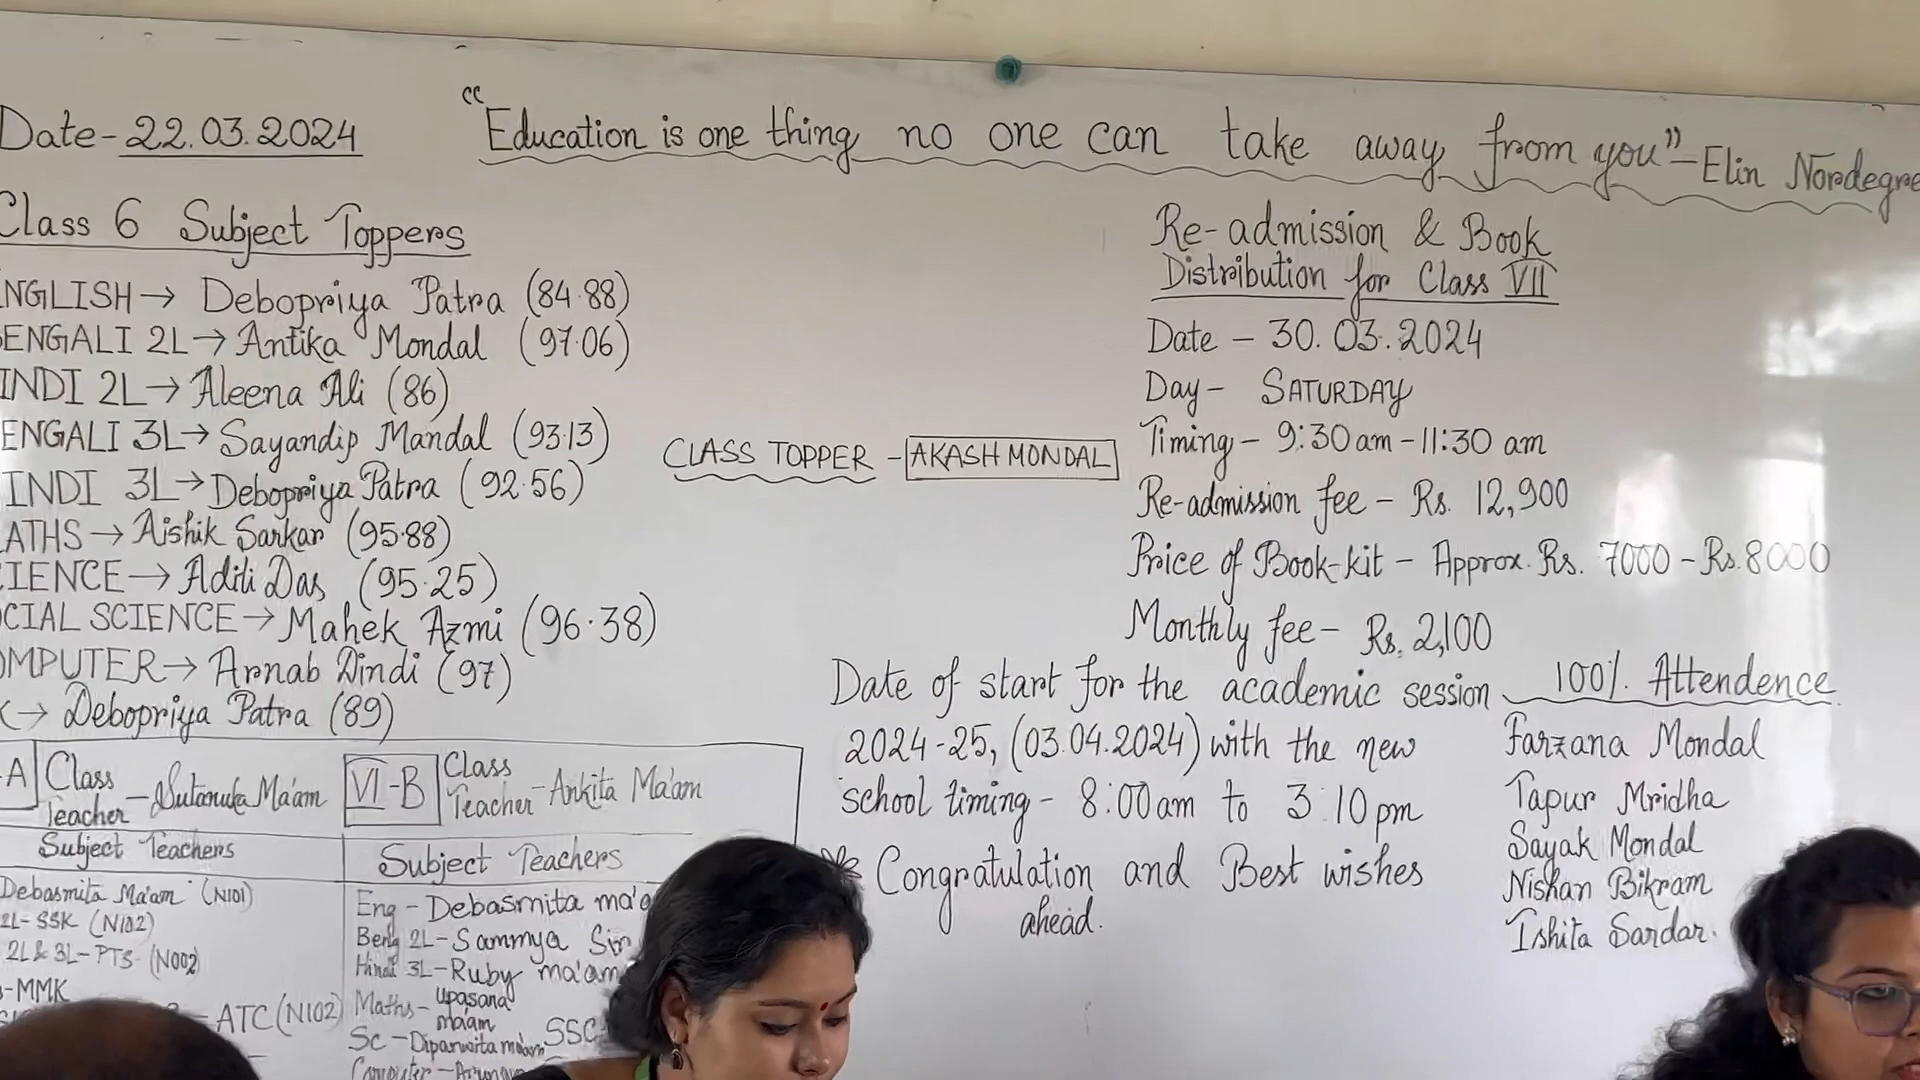 Date-22.03.2024
"Education is one thing no one can take away from you"-Elin Nordegre
Class 6 Subject Toppers
NGLISH→ Debopriya Patra (84.88)
ENGALI 2L→ Antika Mondal (97.06)
INDI 2L→ Aleena Ali (86)
ENGALI 3L→ Sayandip Mandal (93.13)
INDI 3L→ Debopriya Patra (92.56)
ATHS→ Aishik Sarkar (95.88)
IENCE→ Aditi Das (95.25)
CIAL SCIENCE→ Mahek Azmi (96.38)
OMPUTER→ Arnab Dindi (97)
→ Debopriya Patra (89)
CLASS TOPPER - AKASH MONDAL
Re-admission & Book
Distribution for Class VII
Date - 30.03.2024
Day- SATURDAY
Timing - 9:30 am -11:30 am
Re-admission fee - Rs. 12,900
Price of Book-kit - Approx. Rs. 7000 - Rs. 8000
Monthly fee- Rs. 2,100
Date of start for the academic session
2024-25, (03.04.2024) with the new
school timing - 8:00am to 3:10pm
Congratulation and Best wishes
ahead.
100% Attendence
Farzana Mondal
Tapur Mridha
Sayak Mondal
Nishan Bikram
Ishita Sardar.
-A Class
Teacher-Sutanuka Ma'am
Subject Teachers
Debasmita Ma'am (N101)
2L-SSK (N102)
2L & 3L-PTS (N002)
-MMK
-ATC (N102)
VI-B Class
Teacher-Ankita Ma'am
Subject Teachers
Eng - Debasmita ma'a
Beng 2L-Sammya Sir
Hindi 3L-Ruby ma'am
Maths- Upasana
ma'am
Sc - Diparwita ma'am SSC
Computer -